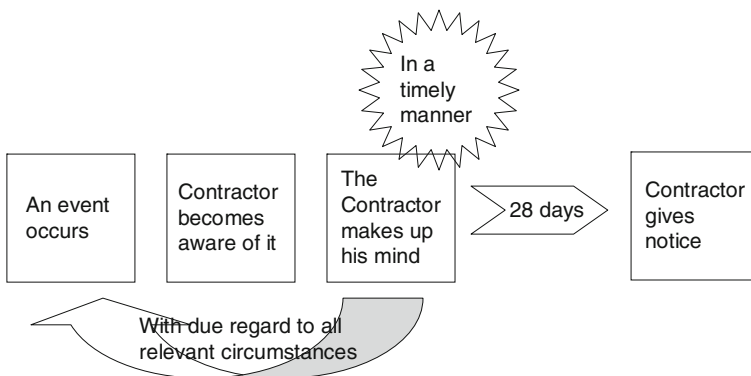 In a
timely
manner
An event
occurs
Contractor
becomes
aware of it
The
Contractor
makes up
his mind
28 days
Contractor
gives
notice
With due regard to all
relevant circumstances